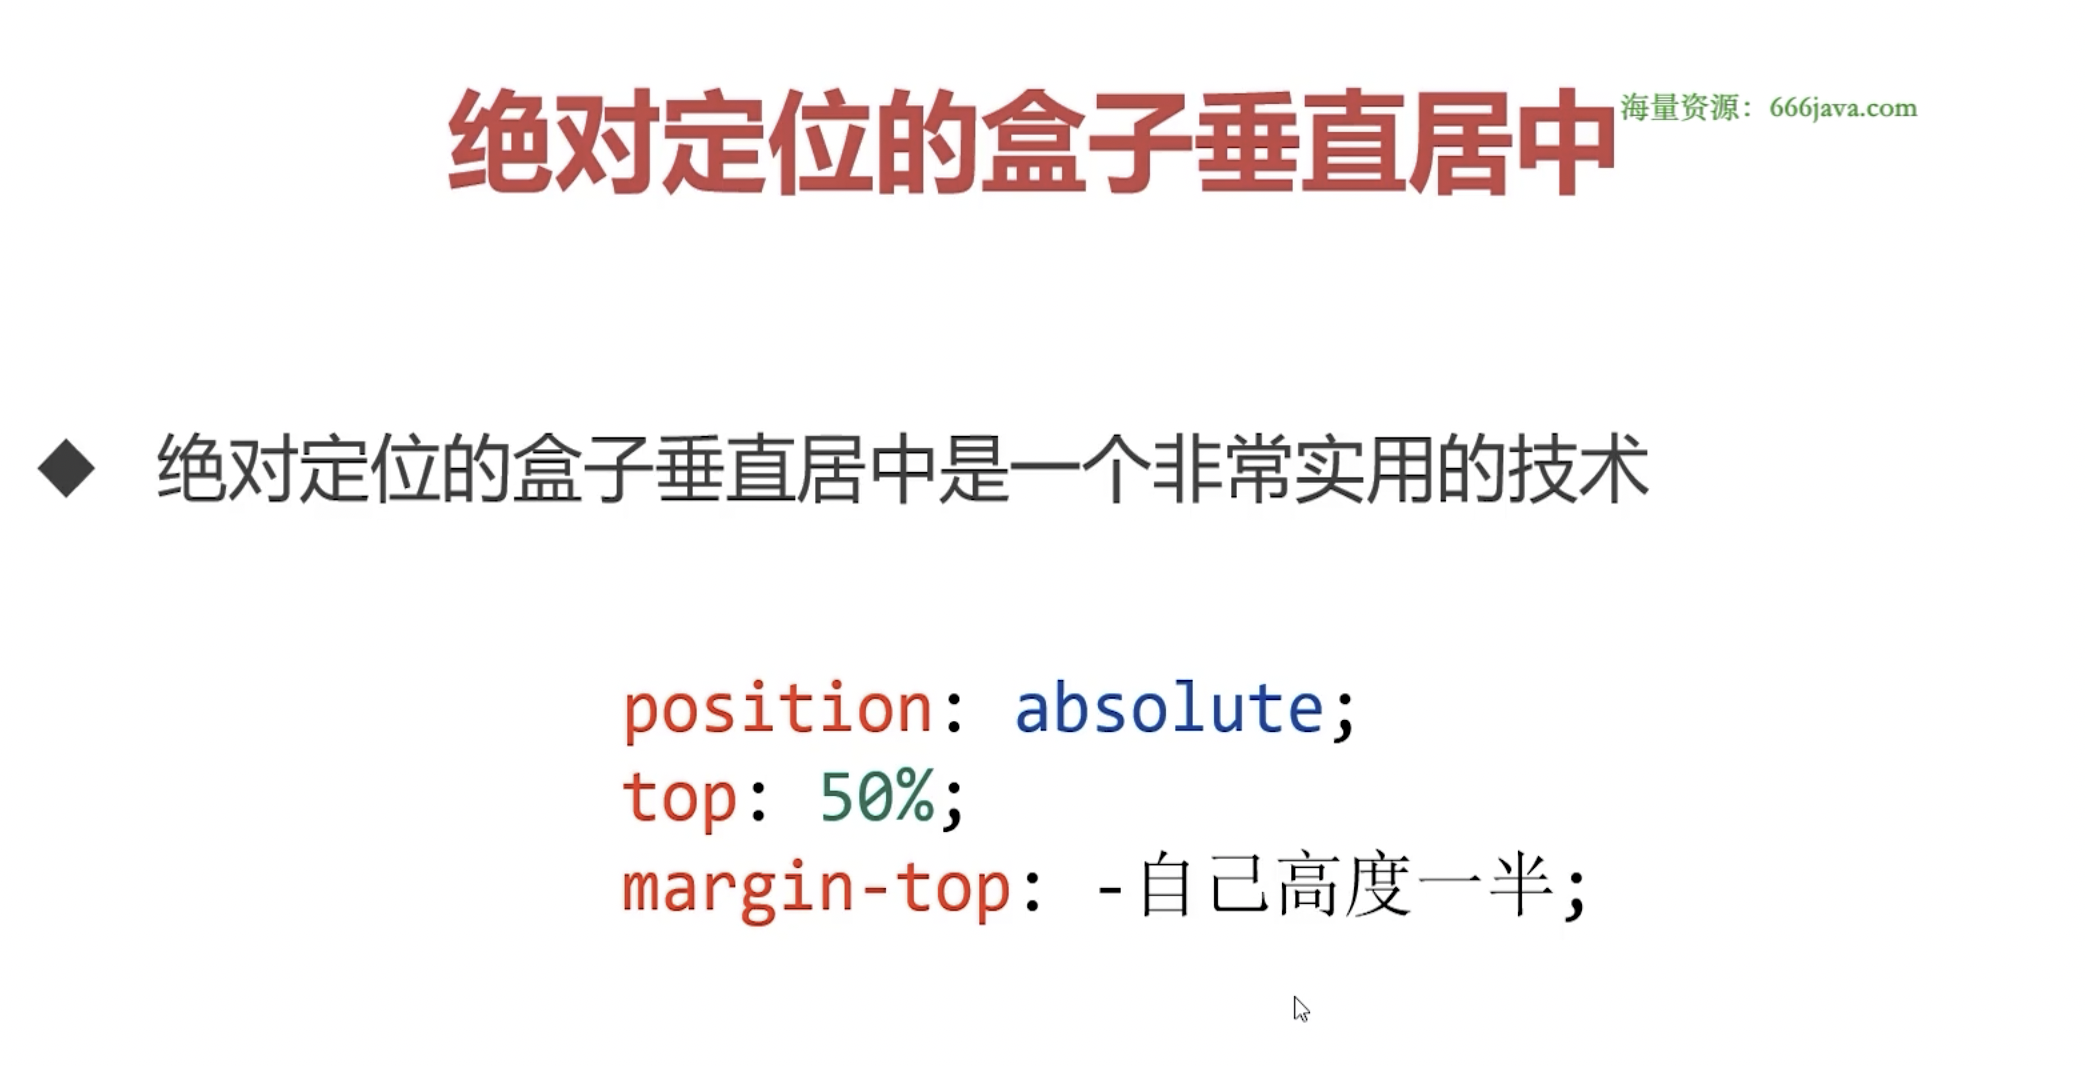 绝对定位的盒子垂直居中
海量资源：666java.com
绝对定位的盒子垂直居中是一个非常实用的技术
position: absolute;
top: 50%;
margin-top: -自己高度一半;